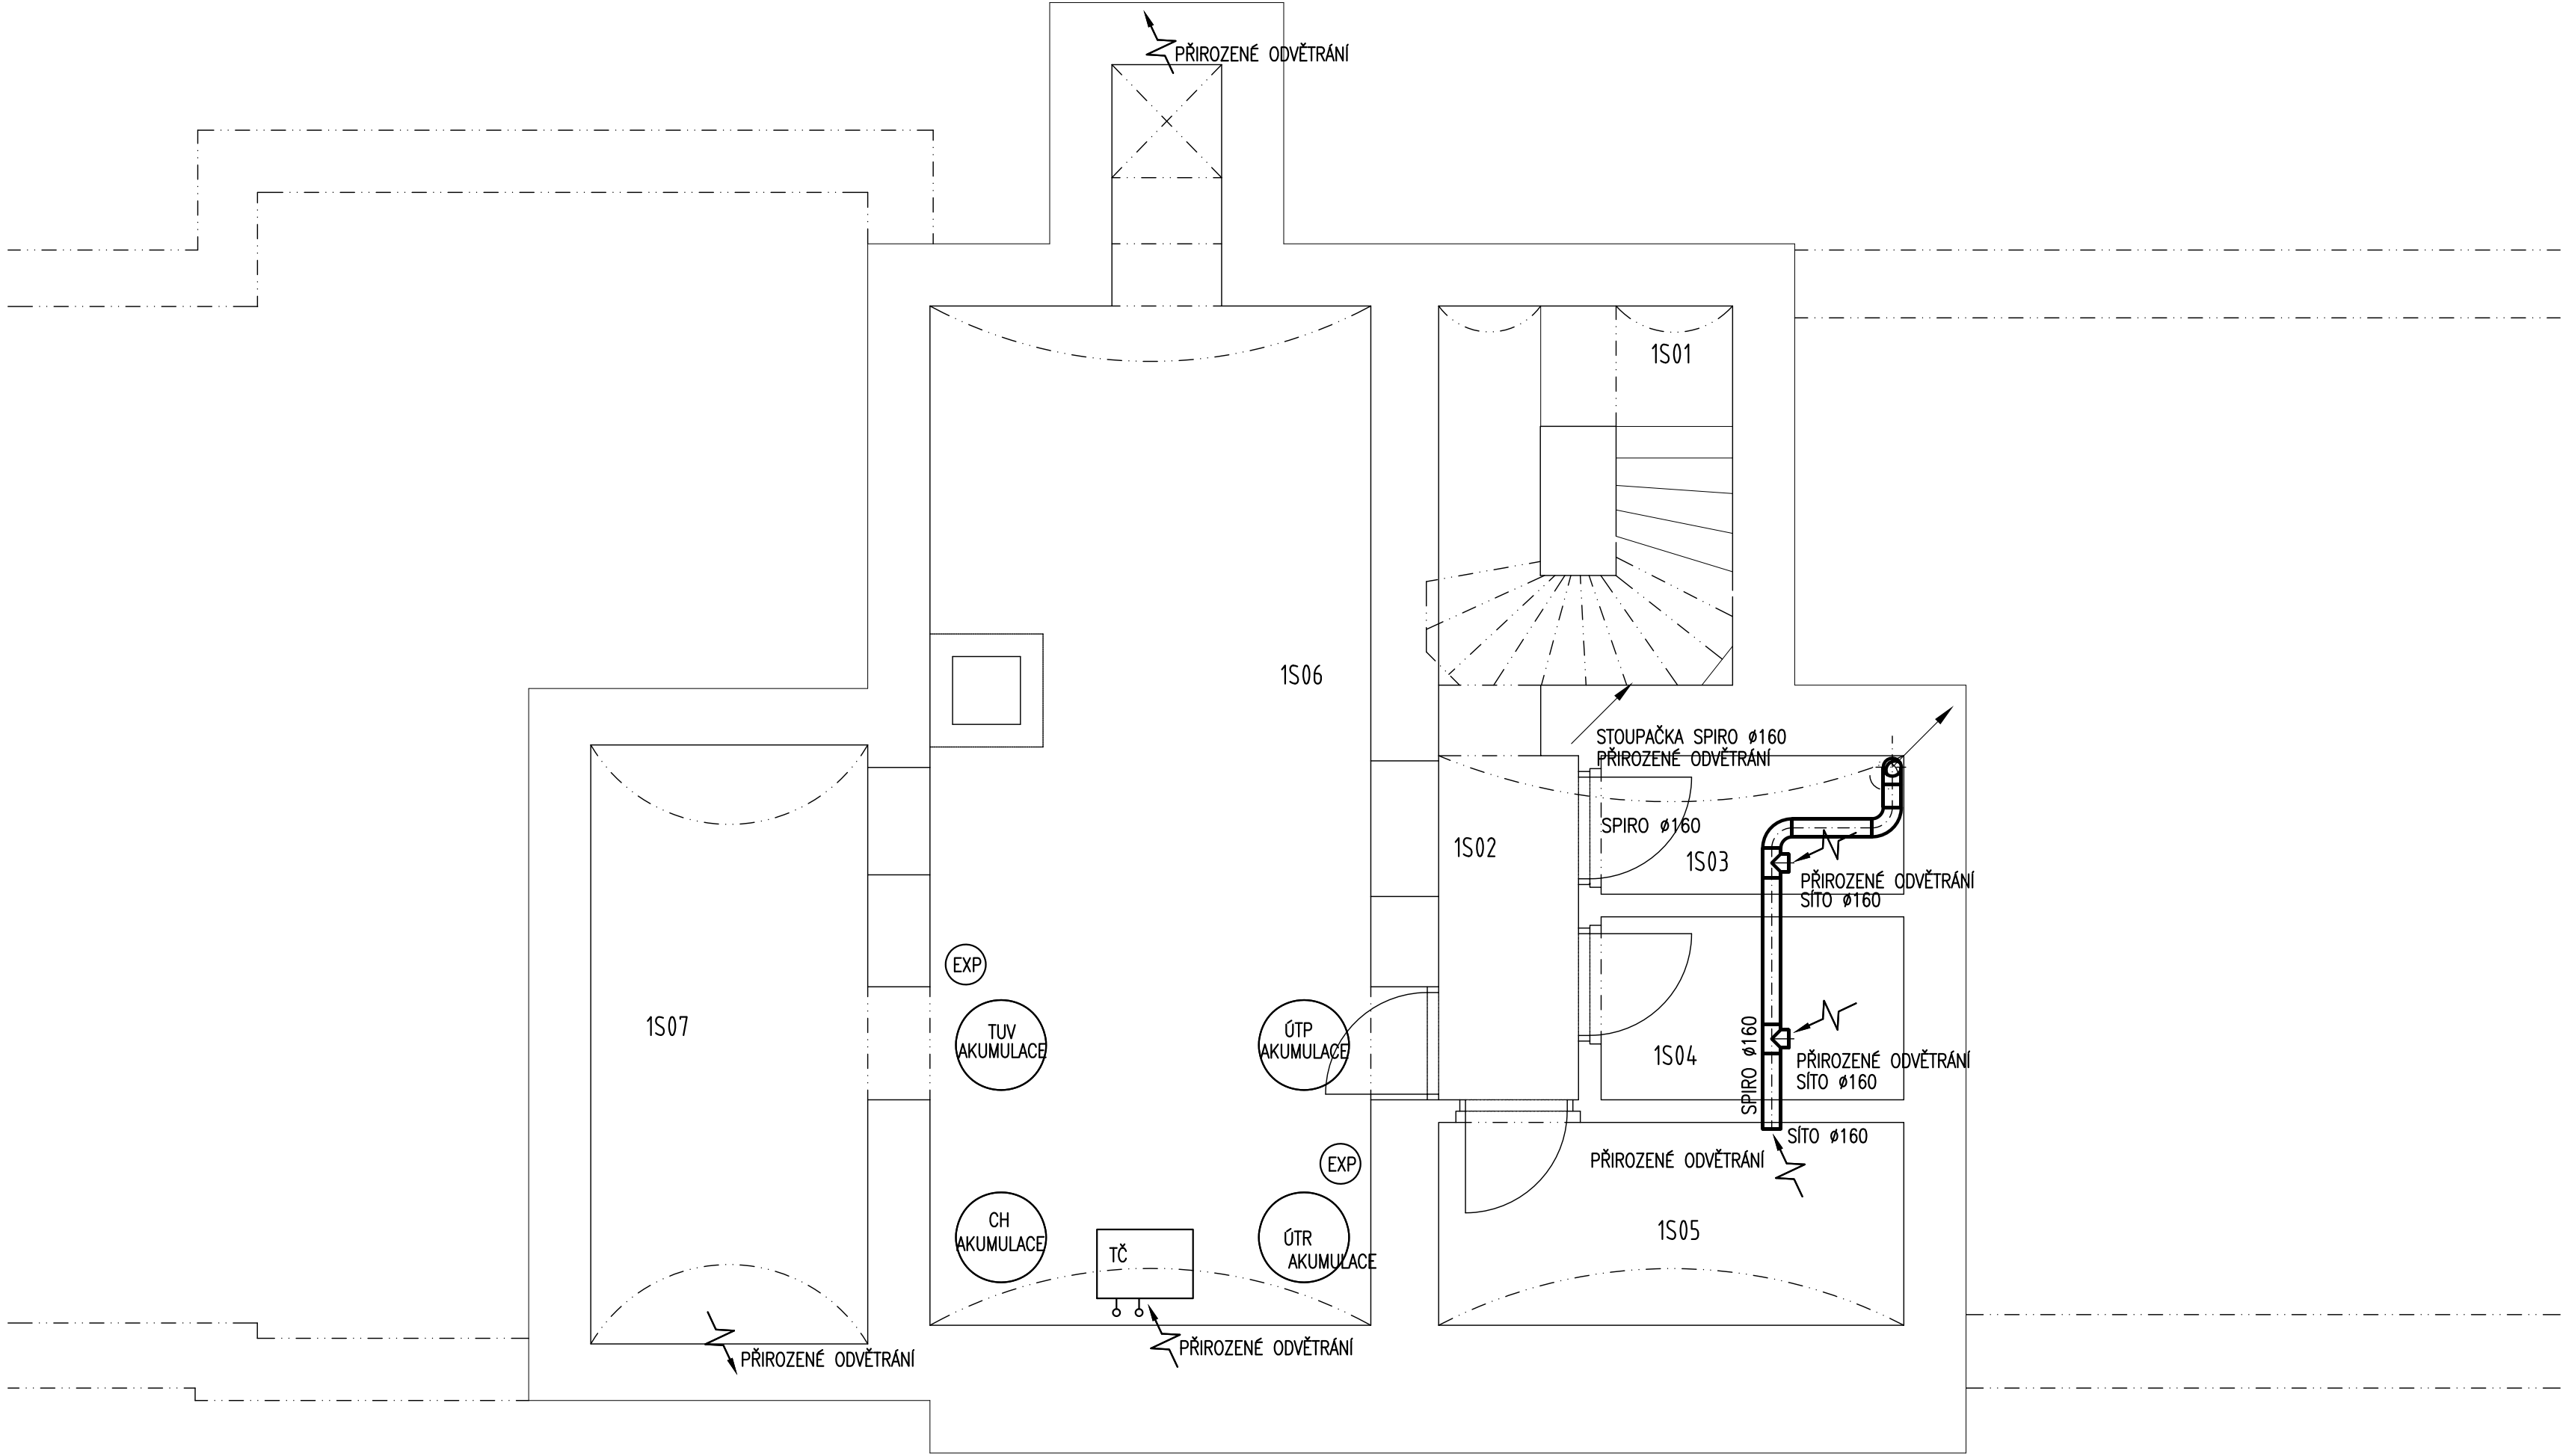 PŘIROZENÉ ODVĚTRÁNÍ
1S01
1S06
STOUPAČKA SPIRO ø160
PŘIROZENÉ ODVĚTRÁNÍ
SPIRO ø160
1S02
1S03
PŘIROZENÉ ODVĚTRÁNÍ
SÍTO ø160
EXP
1S07
TUV
AKUMULACE
ÚTP
AKUMULACE
1S04
SPIRO ø160
PŘIROZENÉ ODVĚTRÁNÍ
SÍTO ø160
SÍTO ø160
PŘIROZENÉ ODVĚTRÁNÍ
EXP
CH
AKUMULACE
TČ
ÚTR
AKUMULACE
1S05
PŘIROZENÉ ODVĚTRÁNÍ
PŘIROZENÉ ODVĚTRÁNÍ